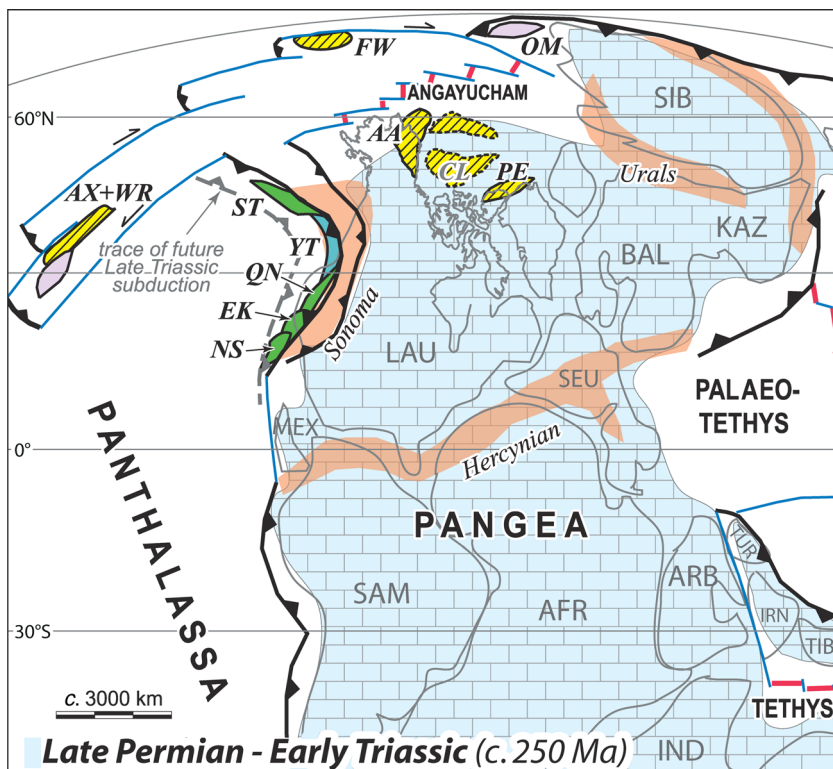 FW
OM
ANGAYUCHAM
SIB
60°N
AA
CL
PE
Urals
AX+WR
ST
trace of future
Late Triassic
subduction
YT
KAZ
BAL
QN
EK
Sonoma
NS
LAU
SEU
PALAEO-
TETHYS
MEX
Hercynian
0°
PANTHALASSA
PANGEA
TUR
ARB
SAM
AFR
IRN
30°S
TIB
c. 3000 km
TETHYS
Late Permian - Early Triassic (c. 250 Ma)
IND